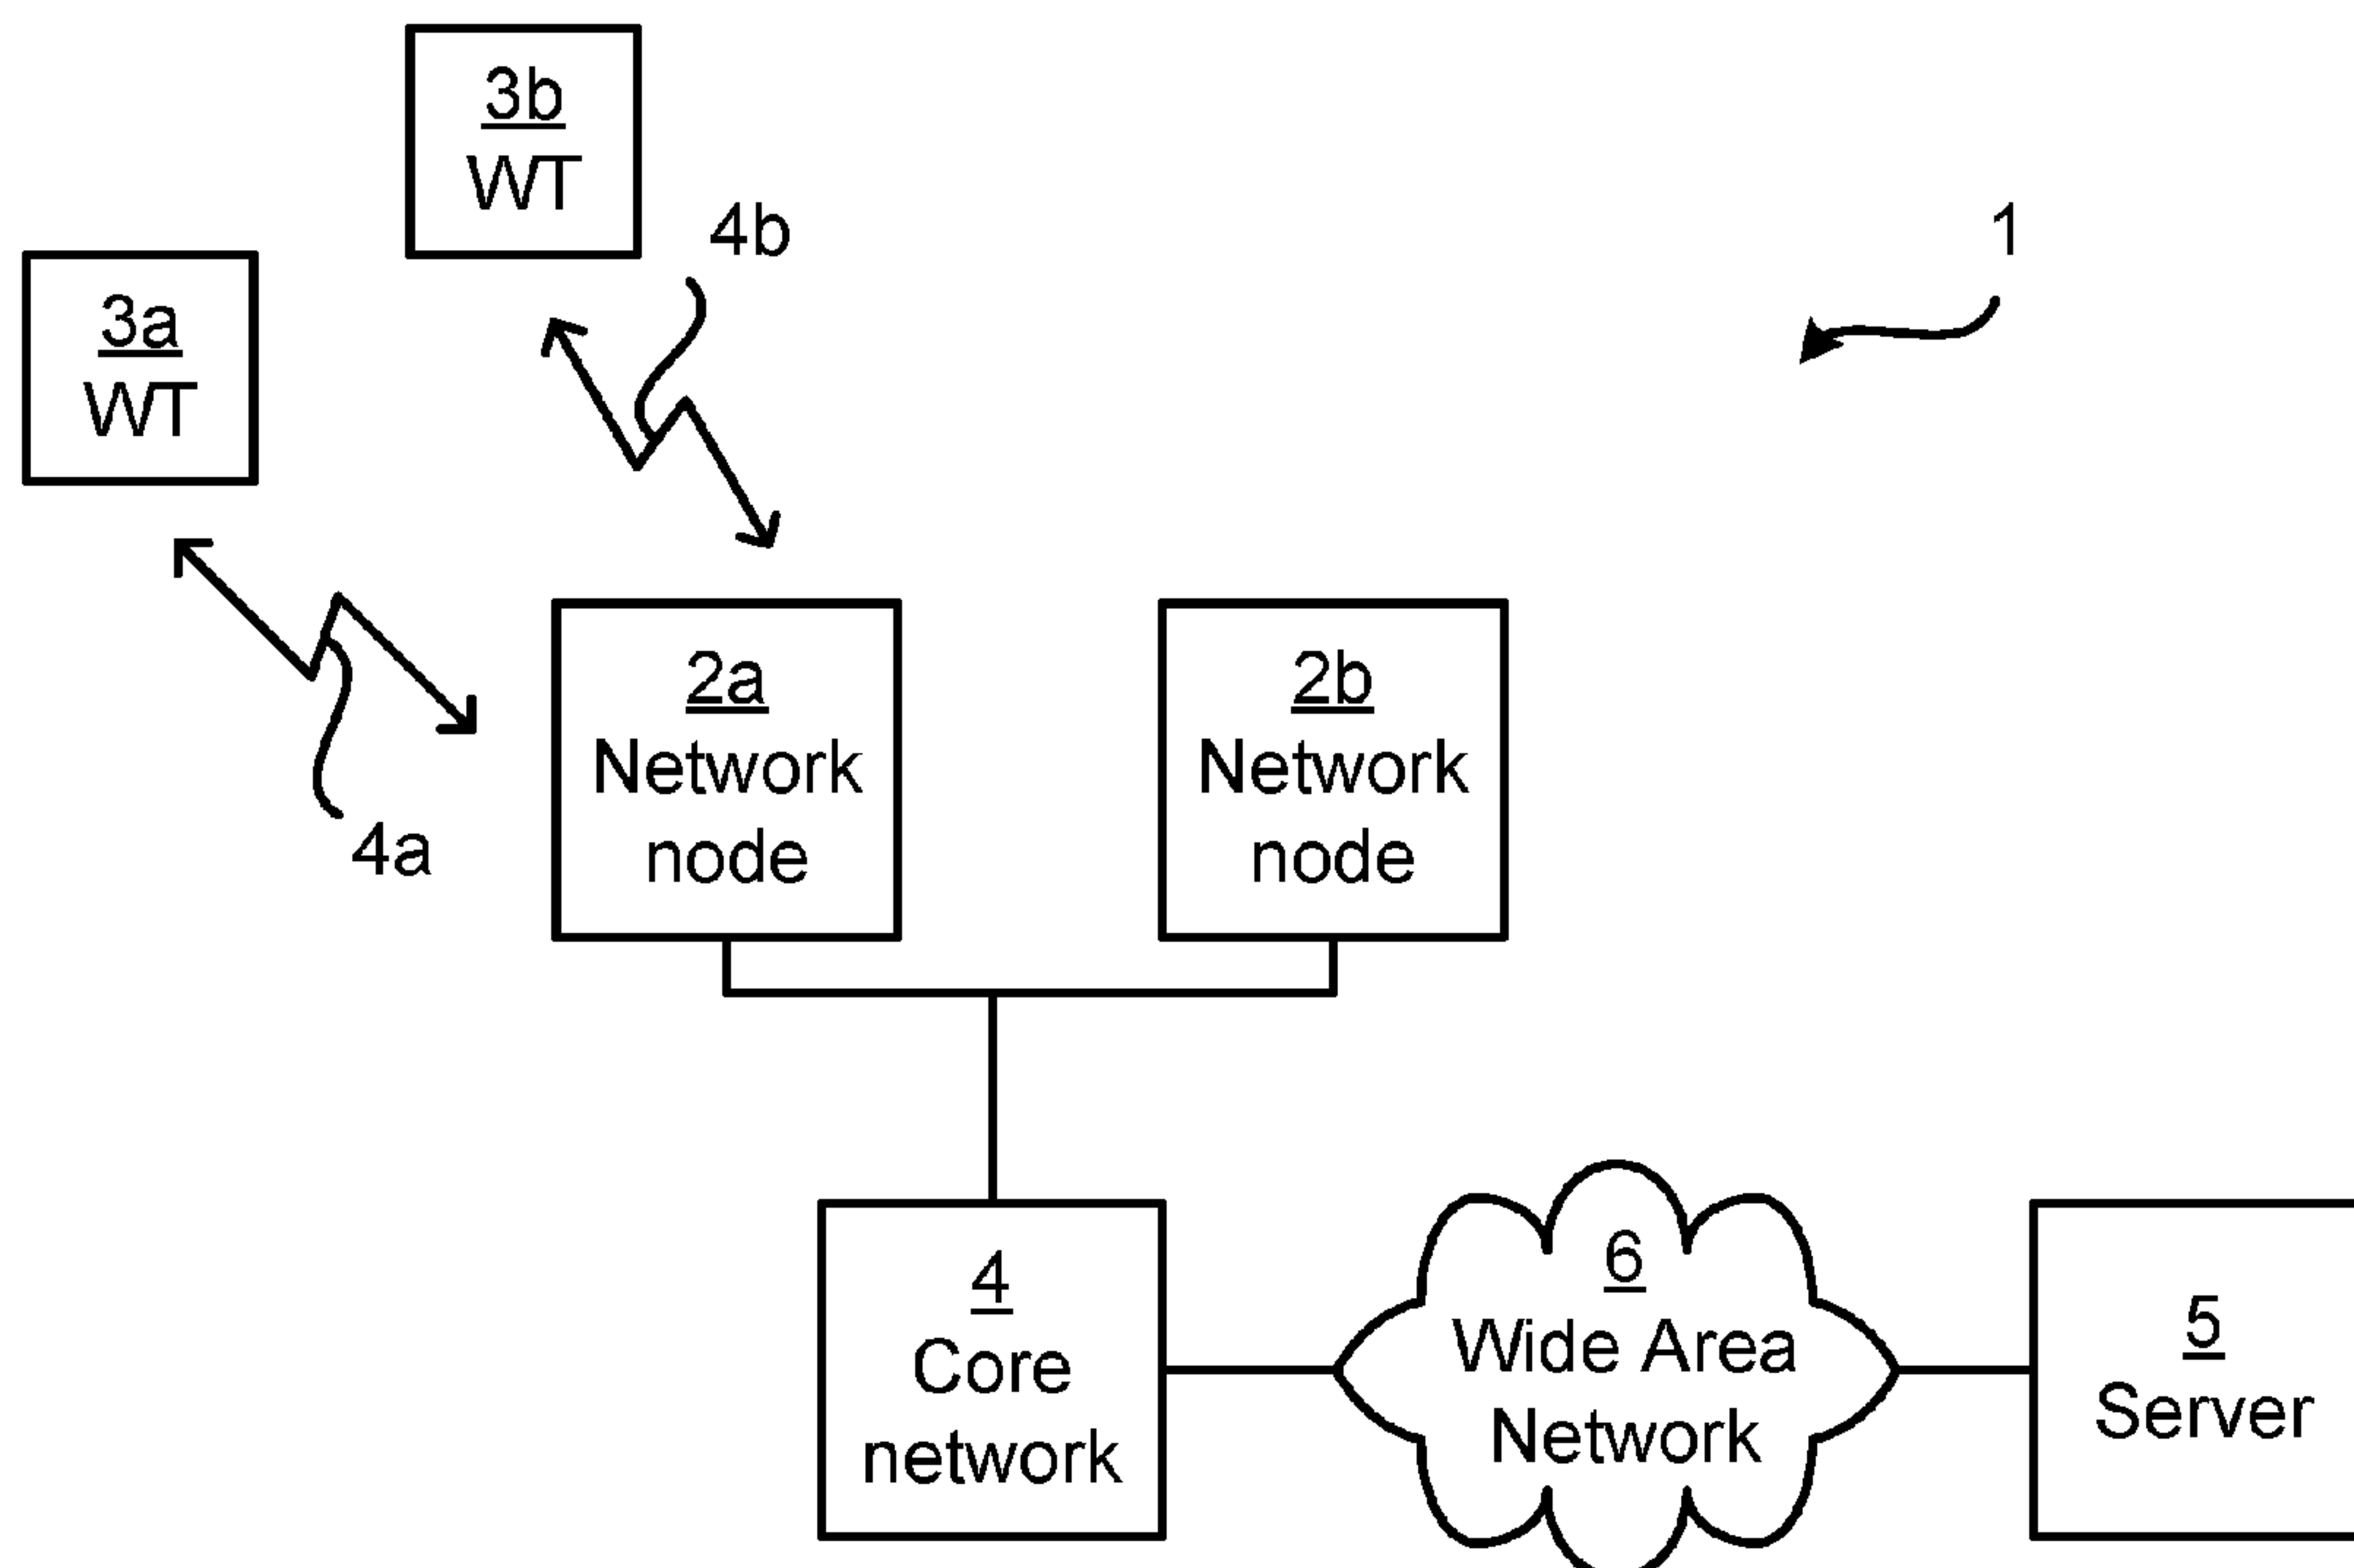 3b
WT
4b
1
3a
WT
2a
Network
node
2b
Network
node
4a
4
Core
network
6
Wide Area
Network
5
Server